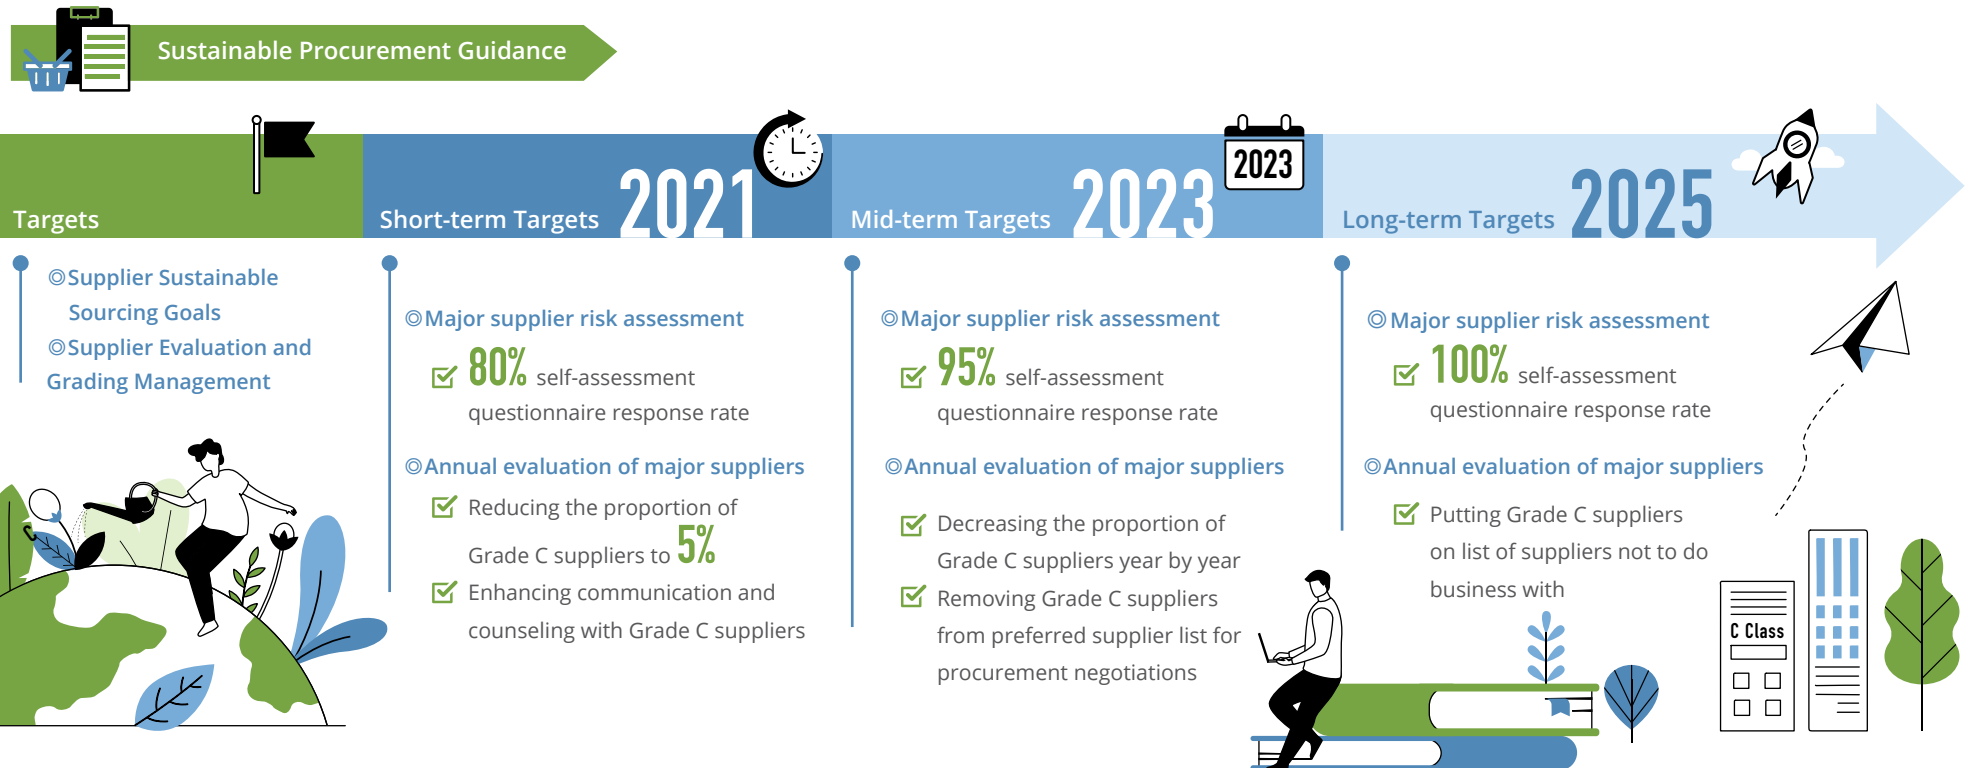 Sustainable Procurement Guidance
Targets
◎Supplier Sustainable
Sourcing Goals
◎Supplier Evaluation and
Grading Management
Short-term Targets 2021
◎Major supplier risk assessment
80% self-assessment
questionnaire response rate
◎Annual evaluation of major suppliers
Reducing the proportion of
Grade C suppliers to 5%
Enhancing communication and
counseling with Grade C suppliers
Mid-term Targets 2023
2023
◎Major supplier risk assessment
95% self-assessment
questionnaire response rate
◎Annual evaluation of major suppliers
Decreasing the proportion of
Grade C suppliers year by year
Removing Grade C suppliers
from preferred supplier list for
procurement negotiations
Long-term Targets 2025
◎Major supplier risk assessment
100% self-assessment
questionnaire response rate
◎Annual evaluation of major suppliers
Putting Grade C suppliers
on list of suppliers not to do
business with
C Class